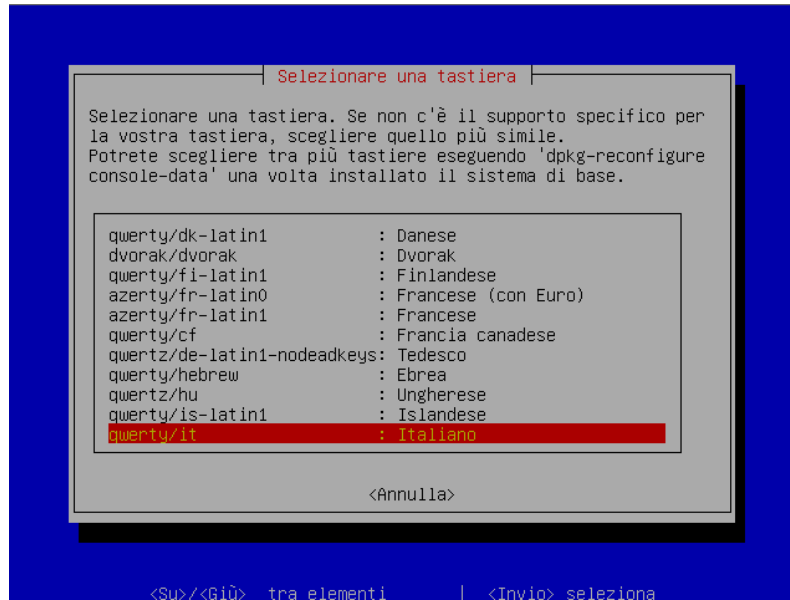 Selezionare una tastiera
Selezionare una tastiera. Se non c'è il supporto specifico per
la vostra tastiera, scegliere quello più simile.
Potrete scegliere tra più tastiere eseguendo 'dpkg-reconfigure
console-data' una volta installato il sistema di base.
qwerty/dk-latin1 : Danese
dvorak/dvorak : Dvorak
qwerty/fi-latin1 : Finlandese
azerty/fr-latin0 : Francese (con Euro)
azerty/fr-latin1 : Francese
qwerty/cf : Francia canadese
qwertz/de-latin1-nodeadkeys: Tedesco
qwerty/hebrew : Ebrea
qwertz/hu : Ungherese
qwerty/is-latin1 : Islandese
qwerty/it : Italiano
<Annulla>
<Su>/<Giù> tra elementi | <Invio> seleziona